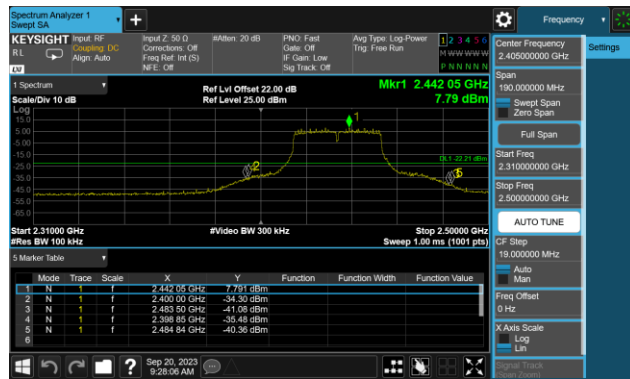 Spectrum Analyzer 1
Swept SA
Frequency
KEYSIGHT
RL
LXI
Input: RF
Coupling: DC
Align: Auto
Input Z: 50 Ω
Corrections: Off
Freq Ref: Int (S)
NFE: Off
#Atten: 20 dB
PNO: Fast
Gate: Off
IF Gain: Low
Sig Track: Off
Avg Type: Log-Power
Trig: Free Run
1 2 3 4 5 6
M W W W W W
P N N N N N
Center Frequency
2.405000000 GHz
Settings
1 Spectrum
Scale/Div 10 dB
Ref Lvl Offset 22.00 dB
Ref Level 25.00 dBm
Mkr1 2.442 05 GHz
7.79 dBm
Span
190.000000 MHz
Swept Span
Zero Span
Full Span
Start Freq
2.310000000 GHz
Stop Freq
2.500000000 GHz
AUTO TUNE
CF Step
19.000000 MHz
Auto
Man
Freq Offset
0 Hz
X Axis Scale
Log
Lin
Signal Track
(Span Zoom)
Log
15.0
5.00
-5.00
-15.0
-25.0
-35.0
-45.0
-55.0
-65.0
1
DL1 -22.21 dBm
2
Start 2.31000 GHz
#Res BW 100 kHz
#Video BW 300 kHz
Stop 2.50000 GHz
Sweep 1.00 ms (1001 pts)
5 Marker Table
Mode Trace Scale X Y Function Function Width Function Value
1 N 1 f 2.442 05 GHz 7.791 dBm
2 N 1 f 2.400 00 GHz -34.30 dBm
3 N 1 f 2.483 50 GHz -41.08 dBm
4 N 1 f 2.398 85 GHz -35.48 dBm
5 N 1 f 2.484 84 GHz -40.36 dBm
6
?
Sep 20, 2023
9:28:06 AM